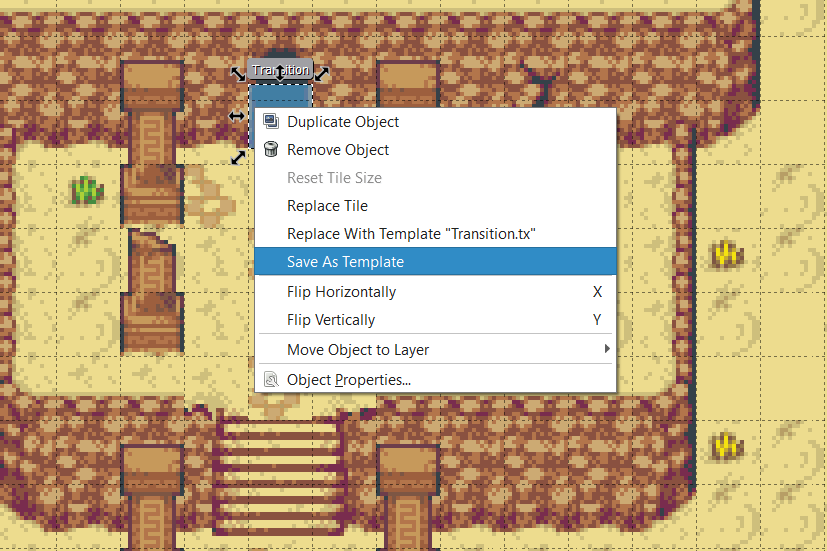 Transition
Duplicate Object
Remove Object
Reset Tile Size
Replace Tile
Replace With Template "Transition.tx"
Save As Template
Flip Horizontally X
Flip Vertically Y
Move Object to Layer
Object Properties...